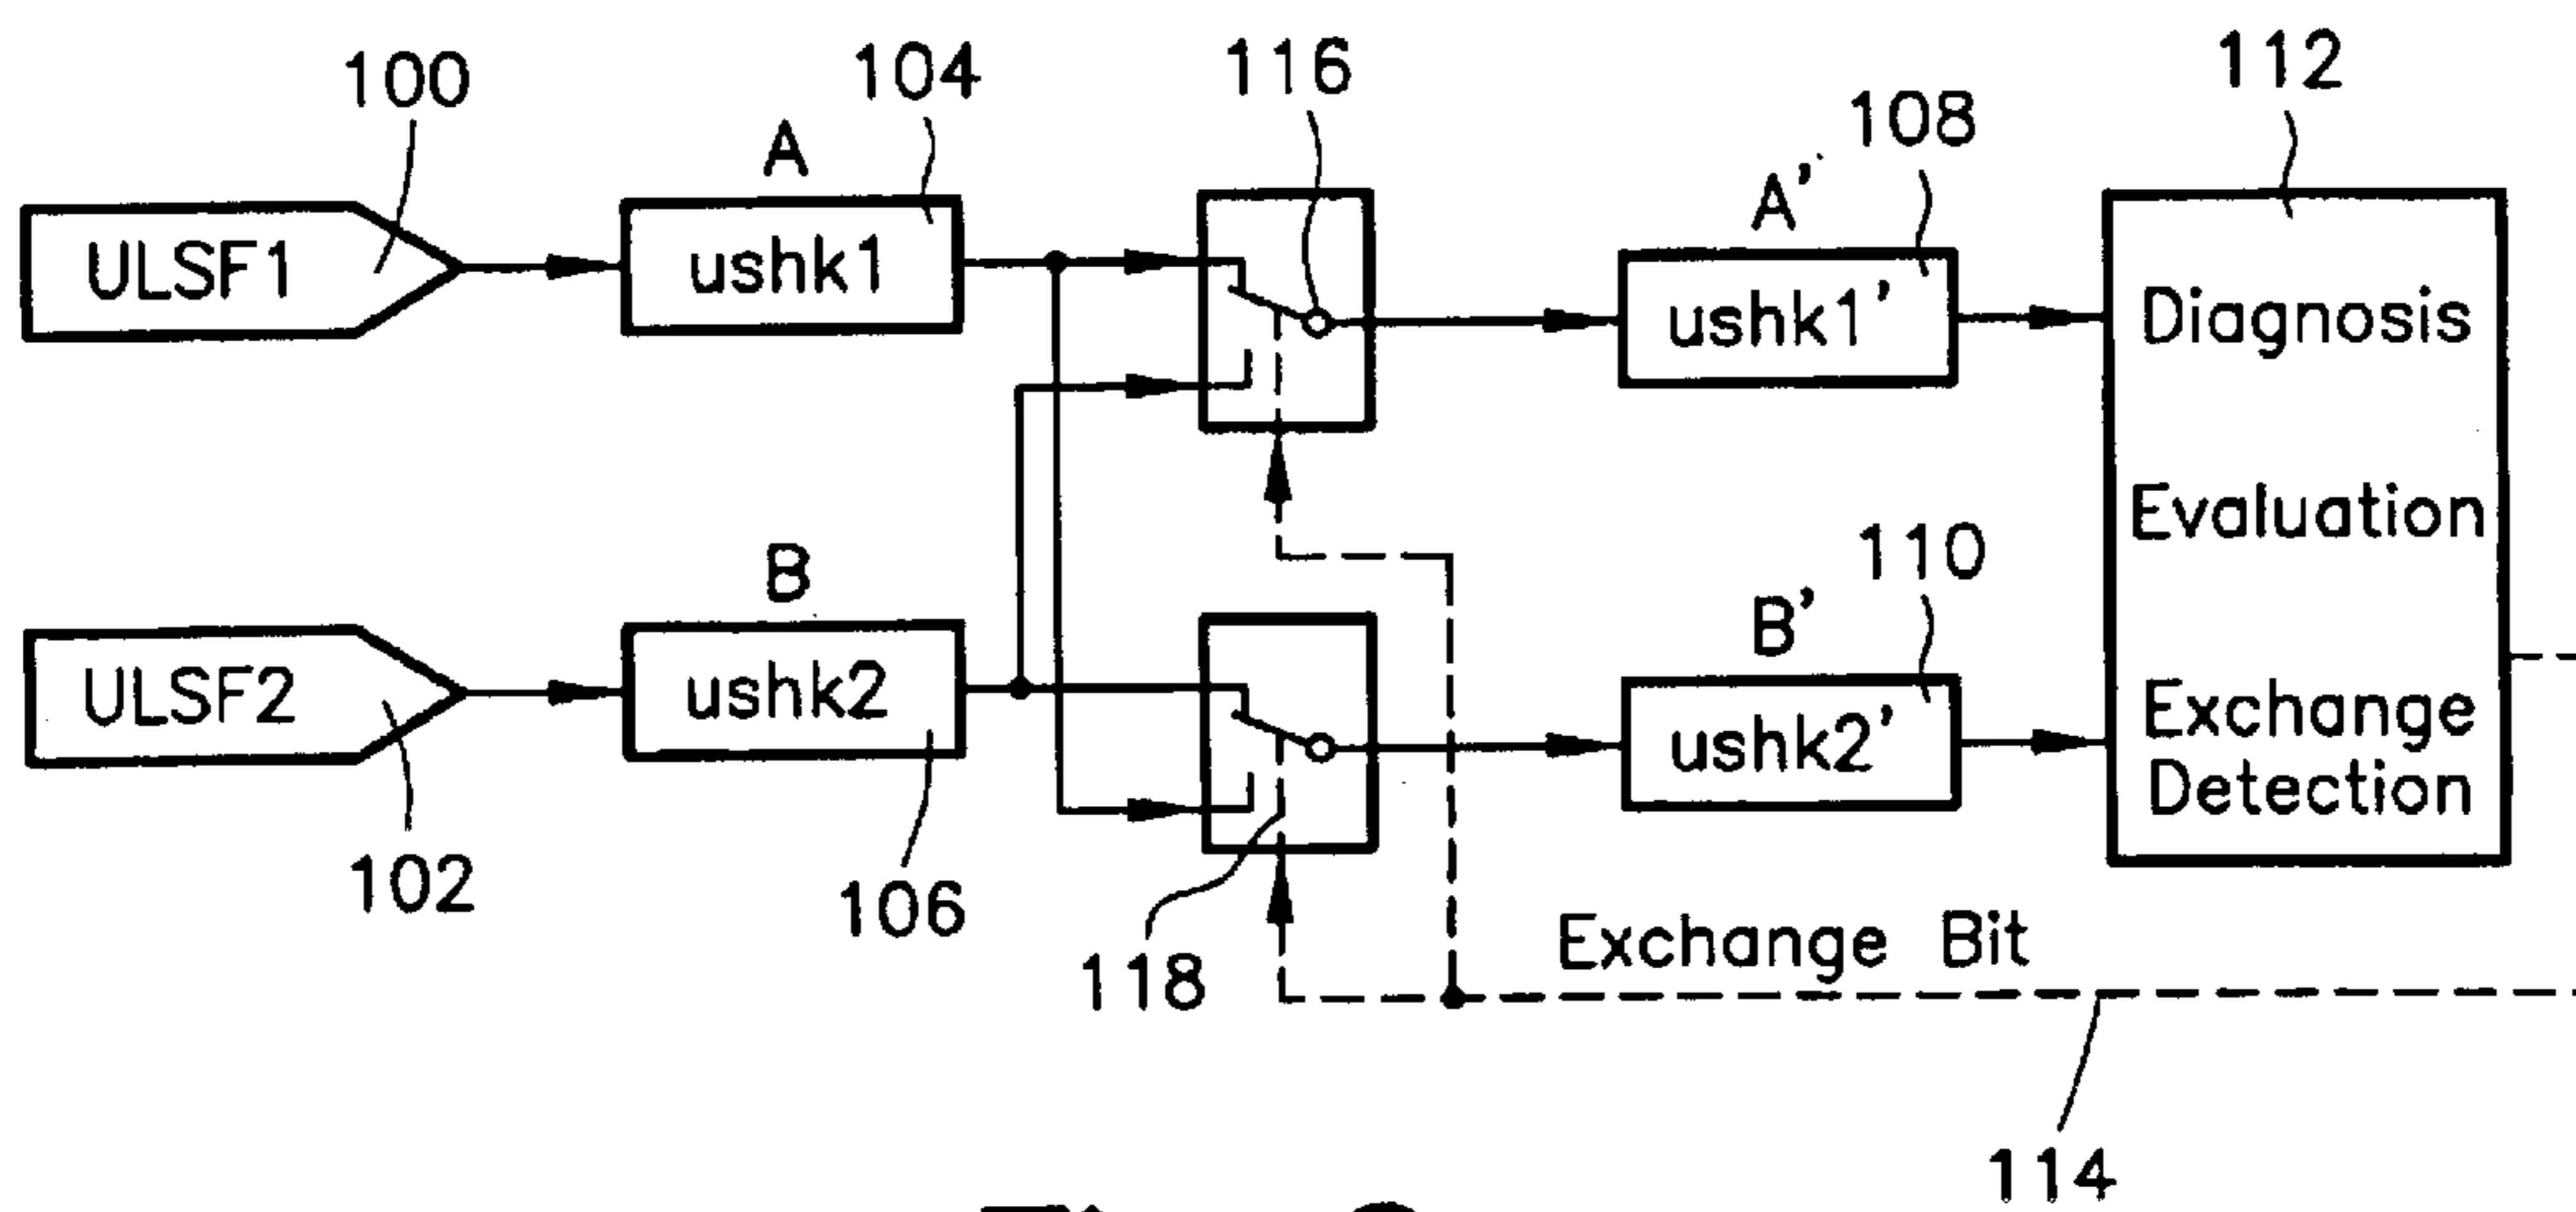 100
104
116
112
108
A
A'
ULSF1
ushk1
ushk1'
Diagnosis
Evaluation
110
B
B'
ULSF2
ushk2
ushk2'
Exchange
Detection
102
106
118
Exchange Bit
114